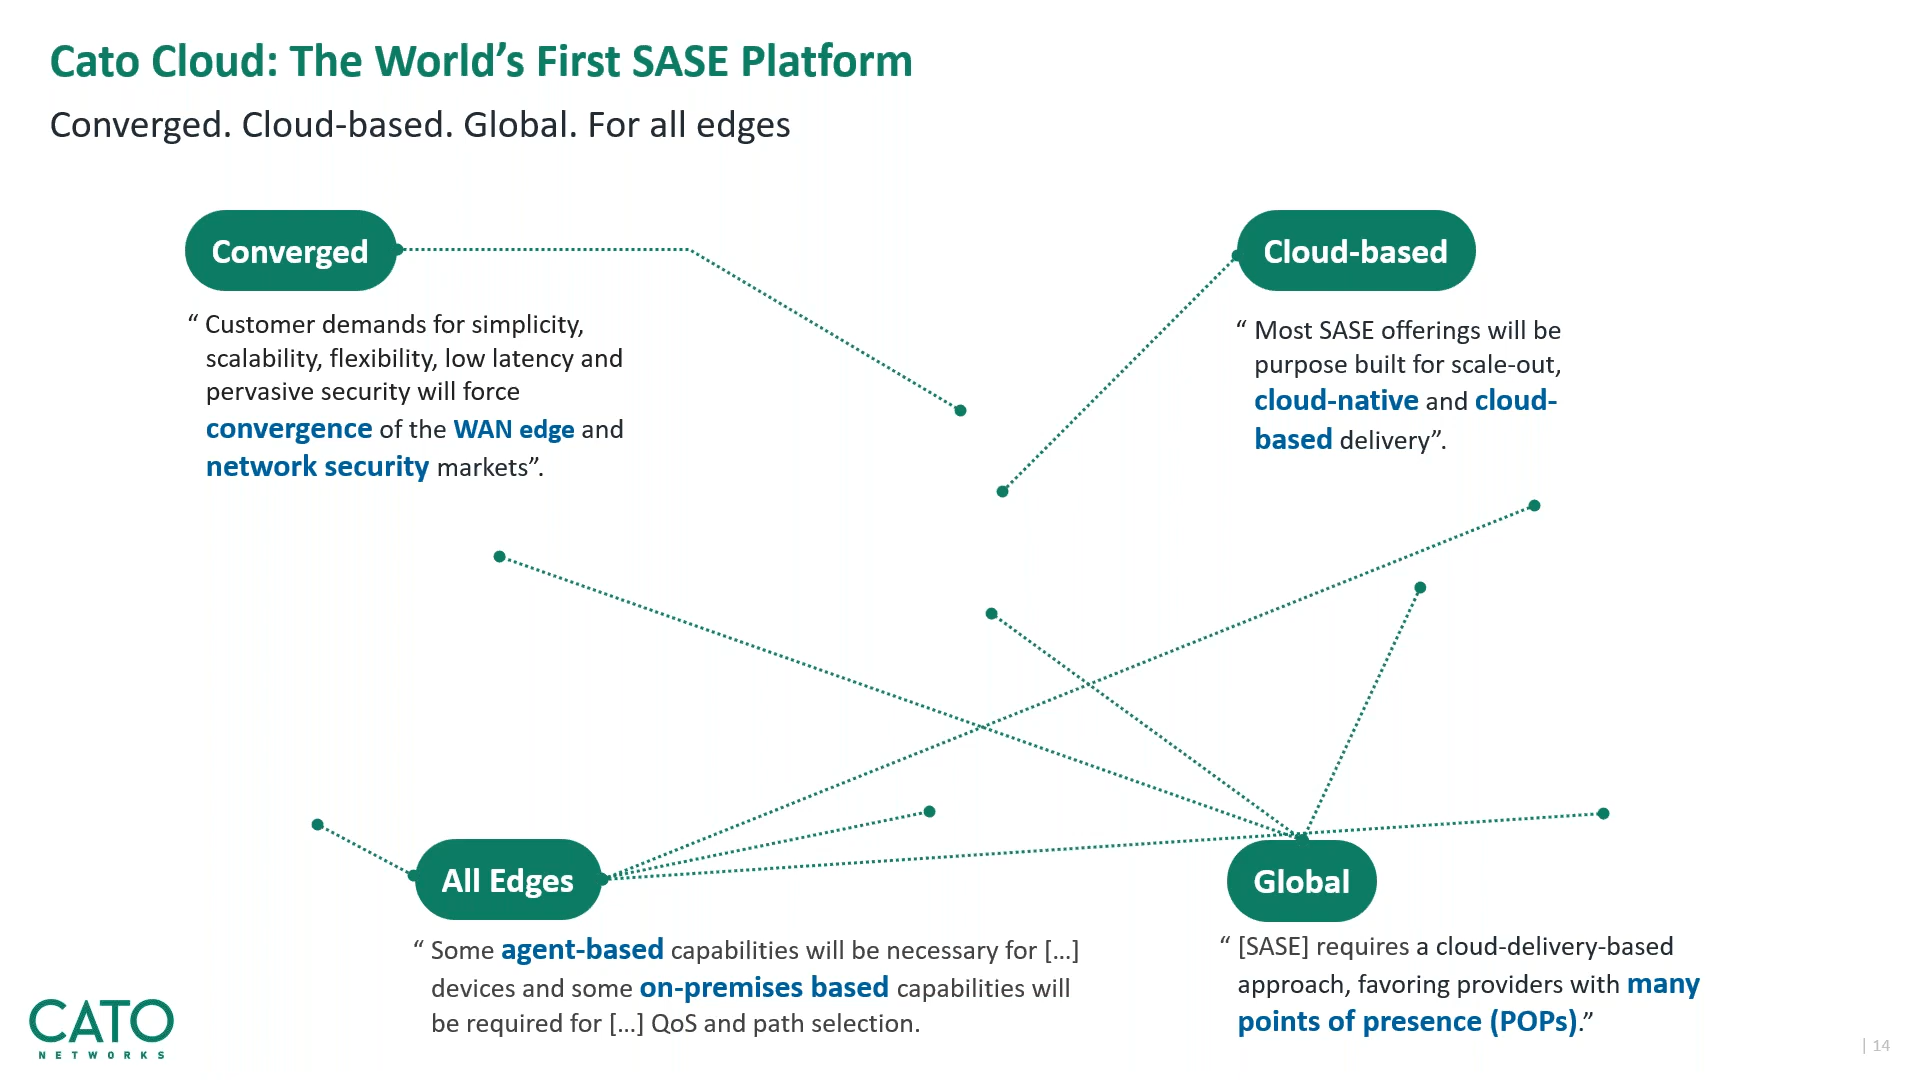 Cato Cloud: The World’s First SASE Platform
Converged. Cloud-based. Global. For all edges
Converged
“ Customer demands for simplicity,
scalability, flexibility, low latency and
pervasive security will force
convergence of the WAN edge and
network security markets”.
Cloud-based
“ Most SASE offerings will be
purpose built for scale-out,
cloud-native and cloud-
based delivery”.
All Edges
“ Some agent-based capabilities will be necessary for [...]
devices and some on-premises based capabilities will
be required for [...] QoS and path selection.
Global
“ [SASE] requires a cloud-delivery-based
approach, favoring providers with many
points of presence (POPs).”
CATO
NETWORKS
| 14